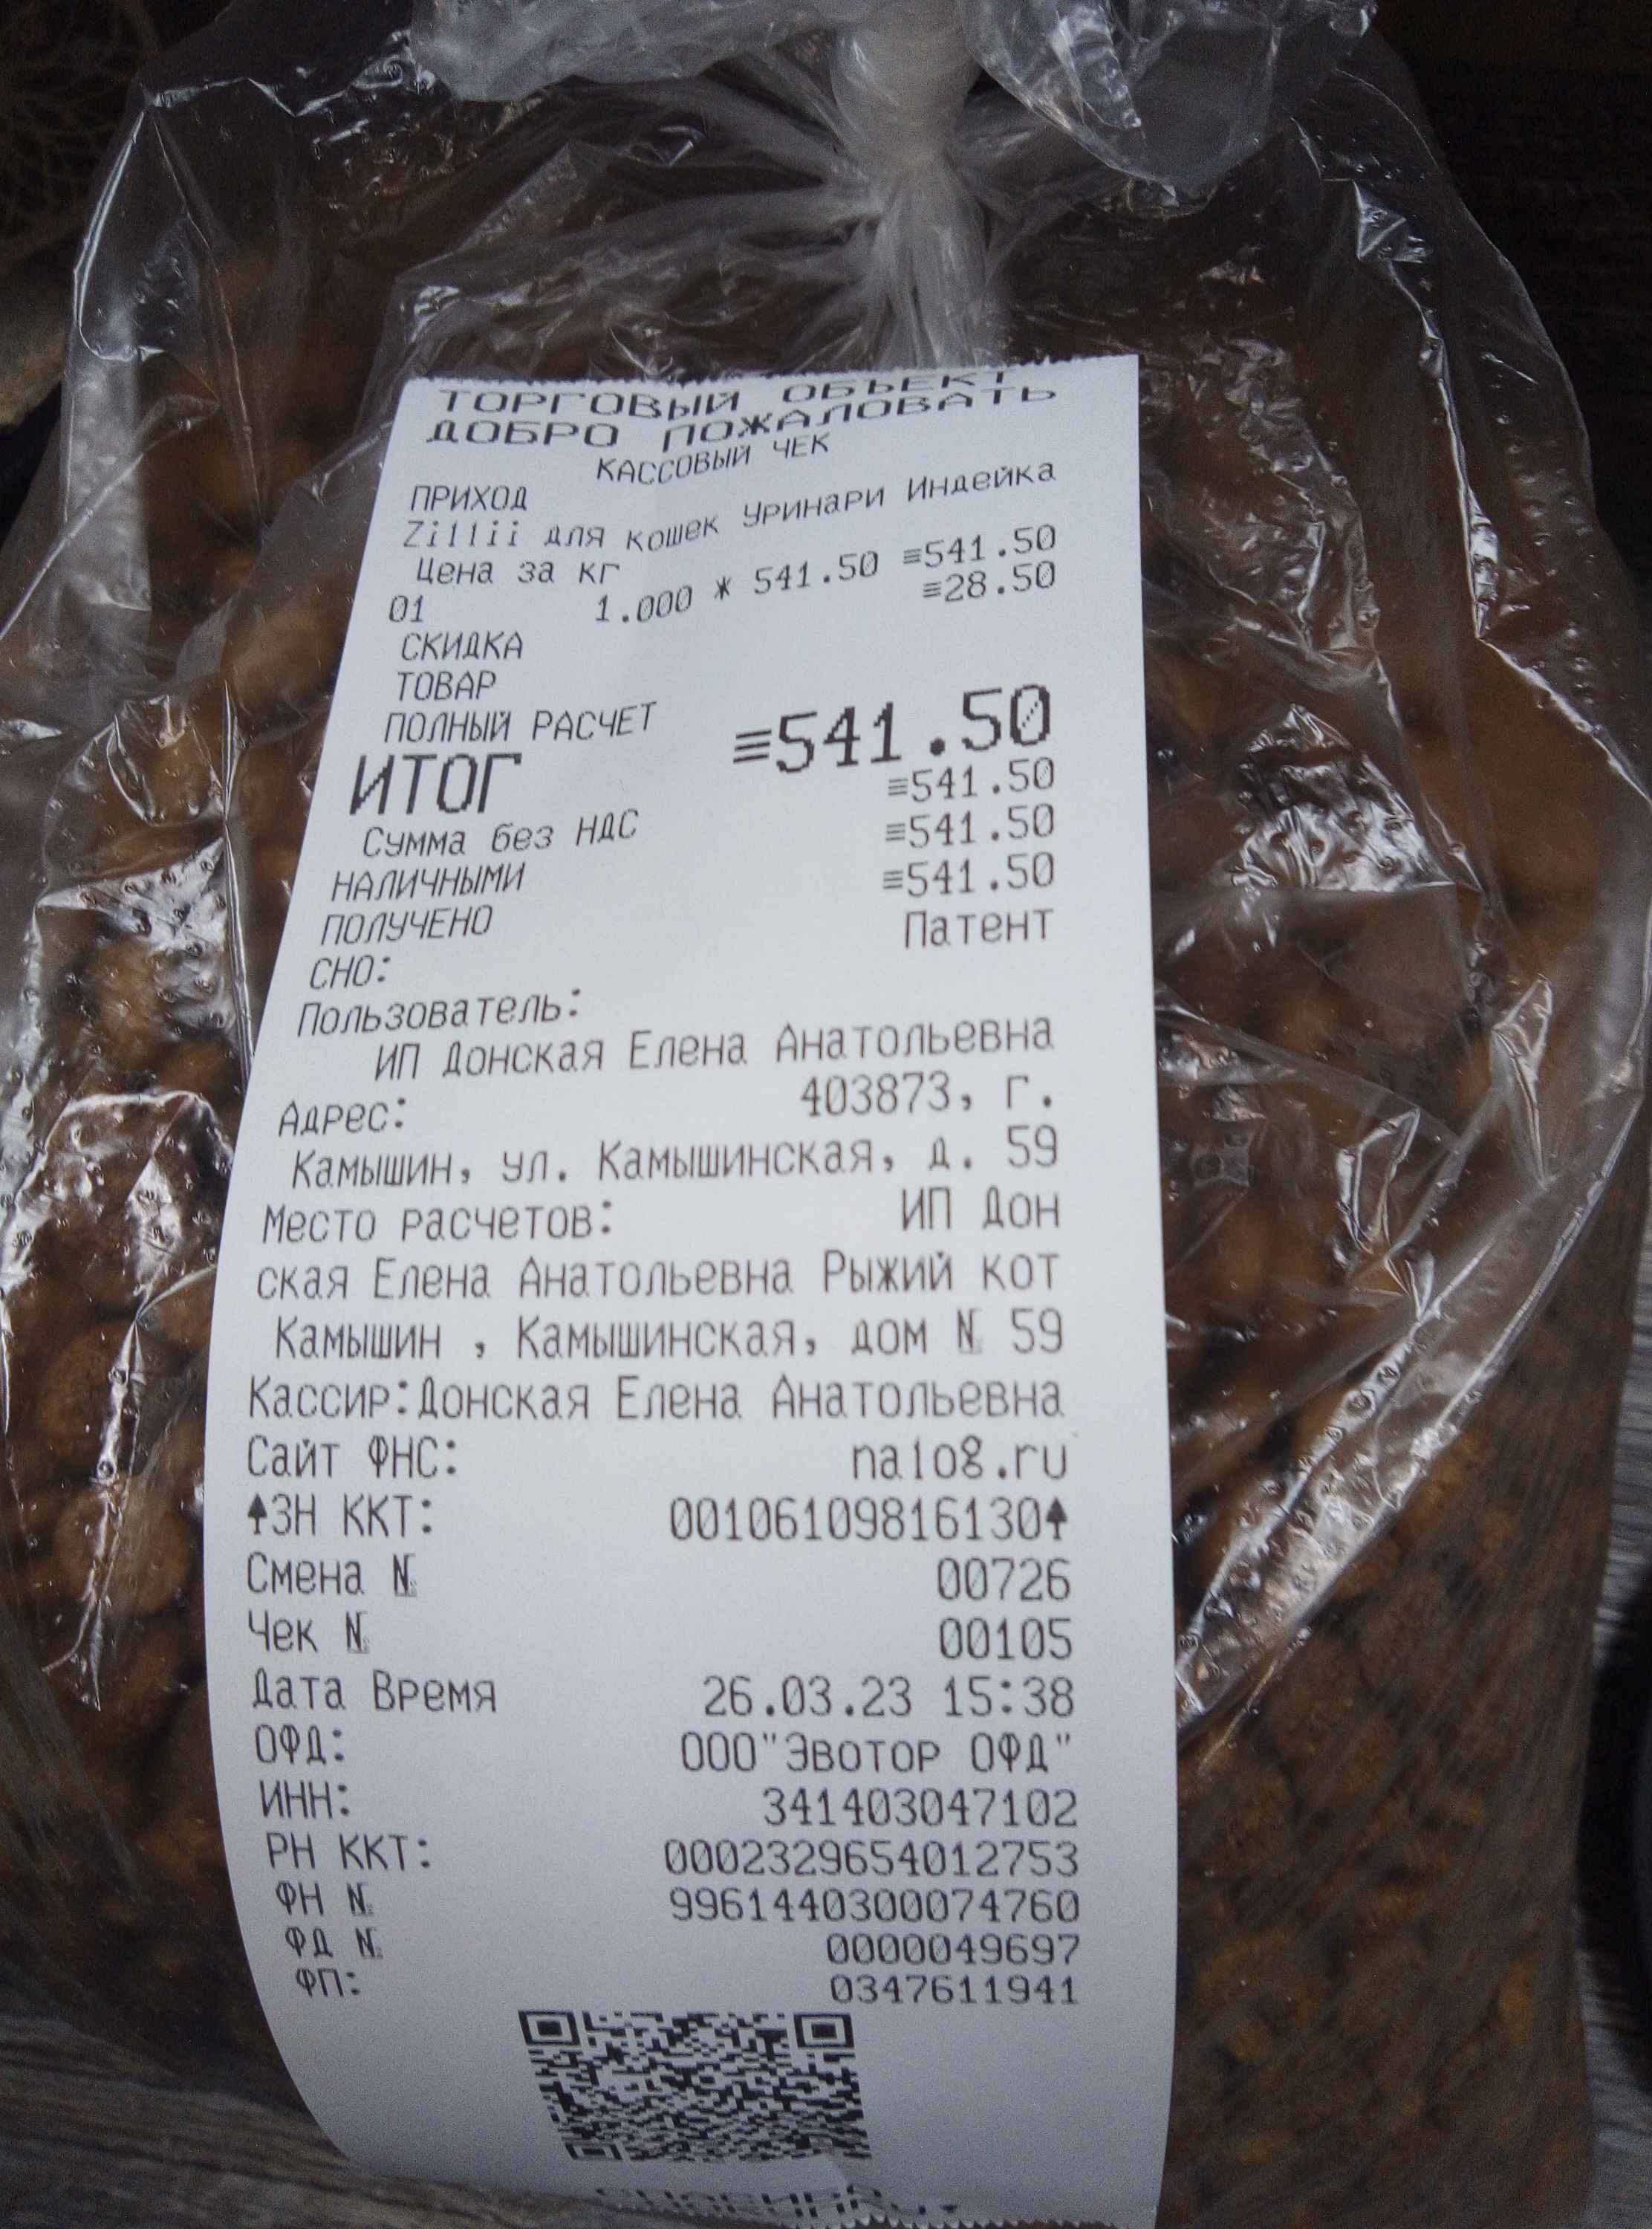 ТОРГОВЫЙ ОБЪЕКТ
ДОБРО ПОЖАЛОВАТЬ
КАССОВЫЙ ЧЕК
ПРИХОД
Zillii для кошек Уринари Индейка
Цена за кг
01 1.000 * 541.50 ≡541.50
СКИДКА ≡28.50
ТОВАР
ПОЛНЫЙ РАСЧЕТ
ИТОГ ≡541.50
Сумма без НДС ≡541.50
НАЛИЧНЫМИ ≡541.50
ПОЛУЧЕНО ≡541.50
СНО: Патент
Пользователь:
ИП Донская Елена Анатольевна
Адрес: 403873, г.
Камышин, ул. Камышинская, д. 59
Место расчетов: ИП Дон
ская Елена Анатольевна Рыжий кот
Камышин , Камышинская, дом № 59
Кассир:Донская Елена Анатольевна
Сайт ФНС: nalog.ru
ЗН ККТ: 00106109816130
Смена № 00726
Чек № 00105
Дата Время 26.03.23 15:38
ОФД: ООО"Эвотор ОФД"
ИНН: 341403047102
РН ККТ: 0002329654012753
ФН № 9961440300074760
ФД № 0000049697
ФП: 0347611941